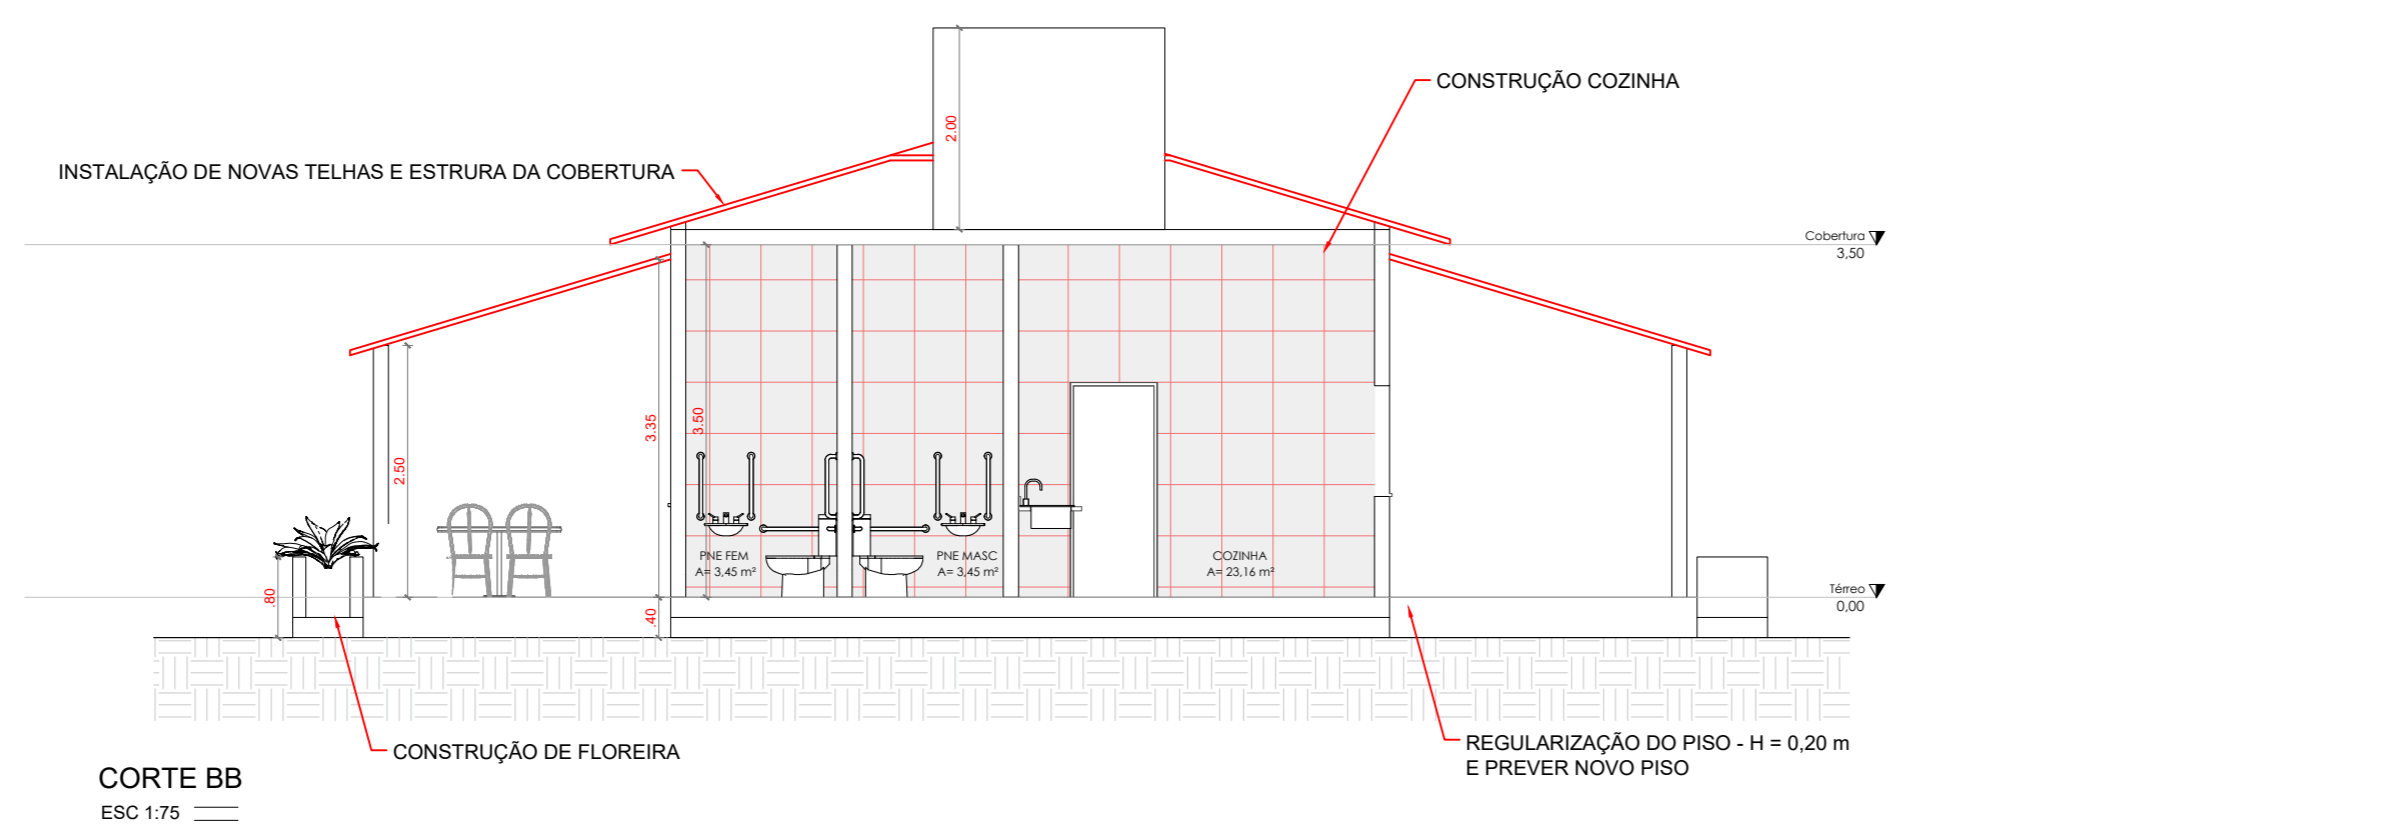 2.00
CONSTRUÇÃO COZINHA
INSTALAÇÃO DE NOVAS TELHAS E ESTRURA DA COBERTURA
Cobertura
3,50
3.35
3.50
2.50
PNE FEM
A= 3,45 m²
PNE MASC
A= 3,45 m²
COZINHA
A= 23,16 m²
Térreo
0,00
.80
.40
CONSTRUÇÃO DE FLOREIRA
REGULARIZAÇÃO DO PISO - H = 0,20 m
E PREVER NOVO PISO
CORTE BB
ESC 1:75